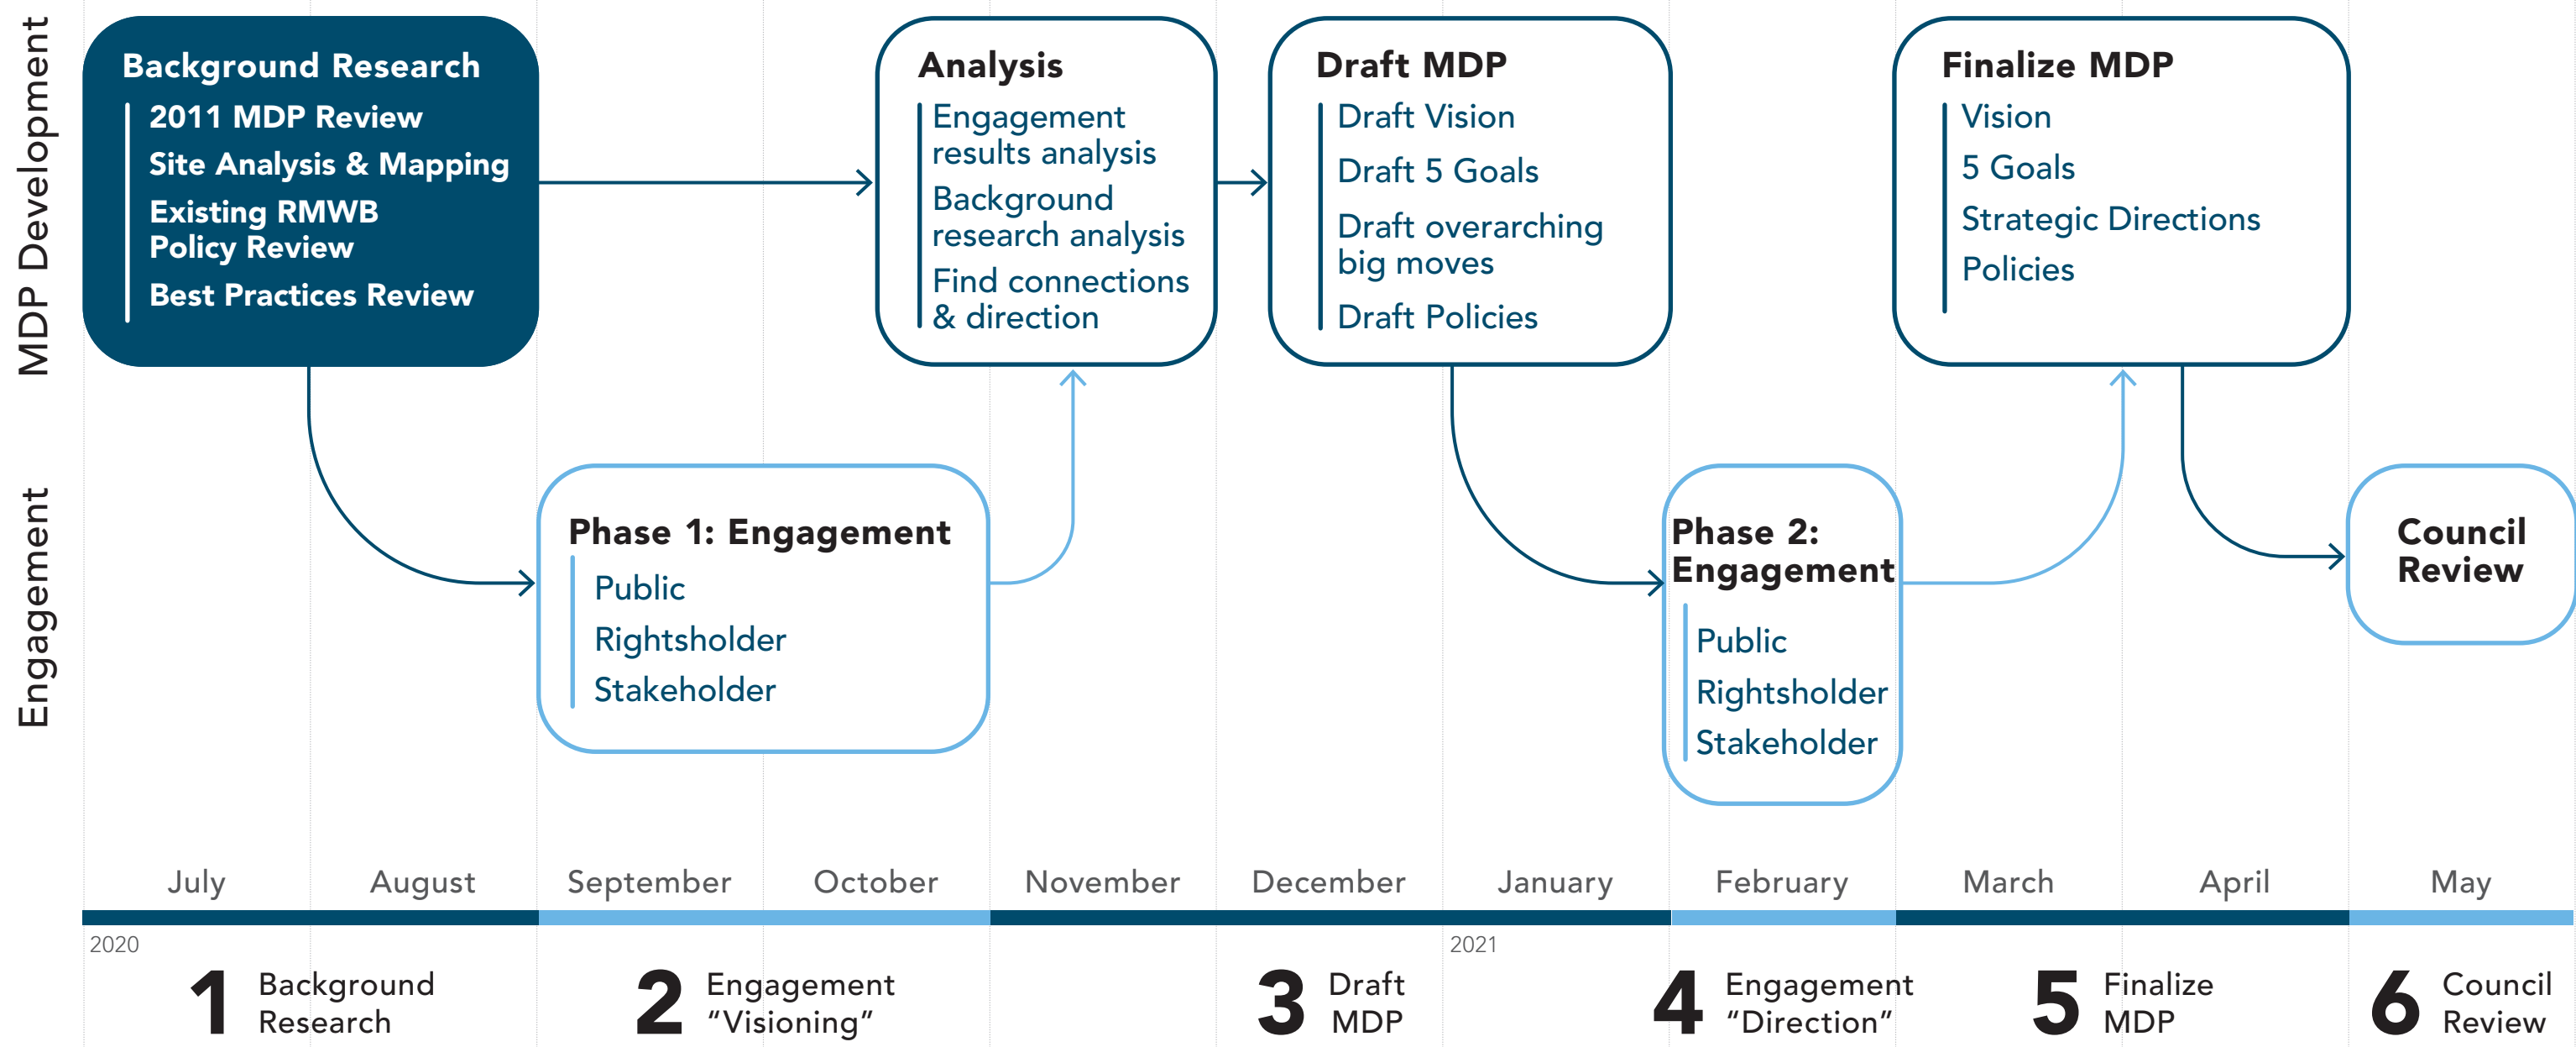 MDP Development
Background Research
2011 MDP Review
Site Analysis & Mapping
Existing RMWB
Policy Review
Best Practices Review
Analysis
Engagement
results analysis
Background
research analysis
Find connections
& direction
Draft MDP
Draft Vision
Draft 5 Goals
Draft overarching
big moves
Draft Policies
Finalize MDP
Vision
5 Goals
Strategic Directions
Policies
Engagement
Phase 1: Engagement
Public
Rightsholder
Stakeholder
Phase 2:
Engagement
Public
Rightsholder
Stakeholder
Council
Review
July
August
September
October
November
December
January
February
March
April
May
2020
2021
1 Background
Research
2 Engagement
“Visioning”
3 Draft
MDP
4 Engagement
“Direction”
5 Finalize
MDP
6 Council
Review